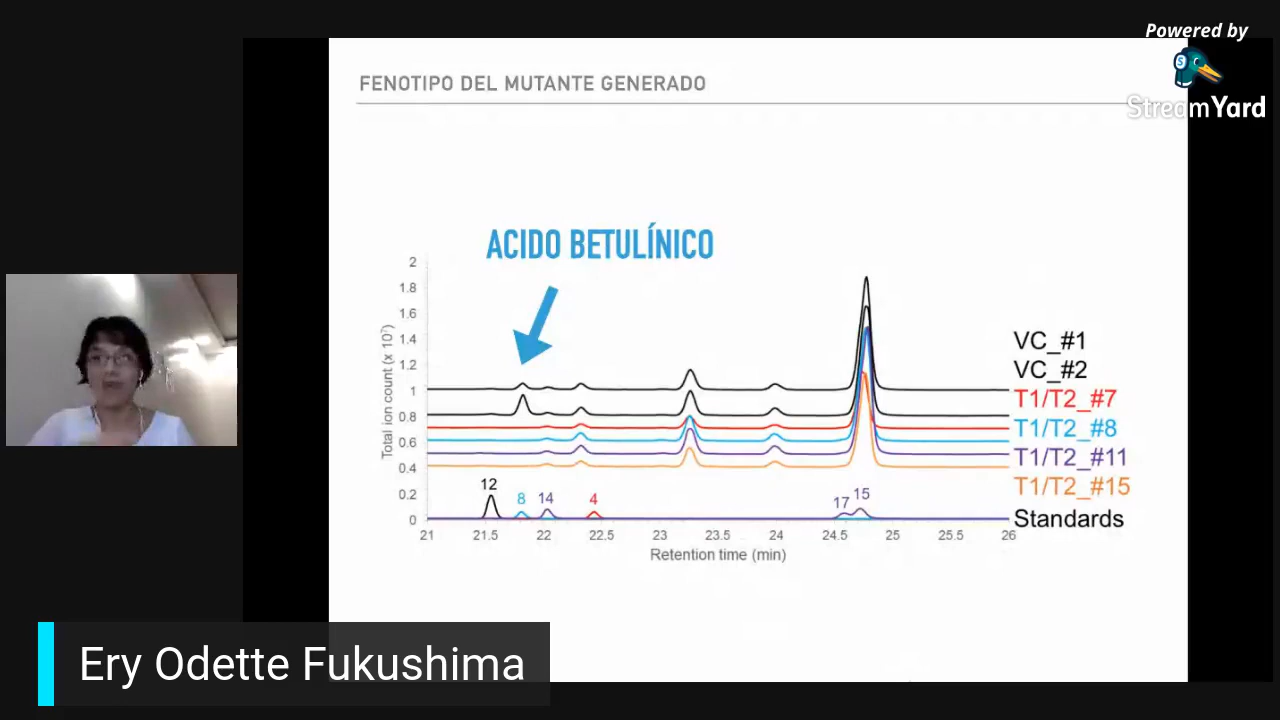 Powered by
StreamYard
FENOTIPO DEL MUTANTE GENERADO
ACIDO BETULÍNICO
Total ion count (x 10⁷)
2
1.8
1.6
1.4
1.2
1
0.8
0.6
0.4
0.2
0
12
8
14
4
17
15
VC_#1
VC_#2
T1/T2_#7
T1/T2_#8
T1/T2_#11
T1/T2_#15
Standards
21 21.5 22 22.5 23 23.5 24 24.5 25 25.5 26
Retention time (min)
Ery Odette Fukushima